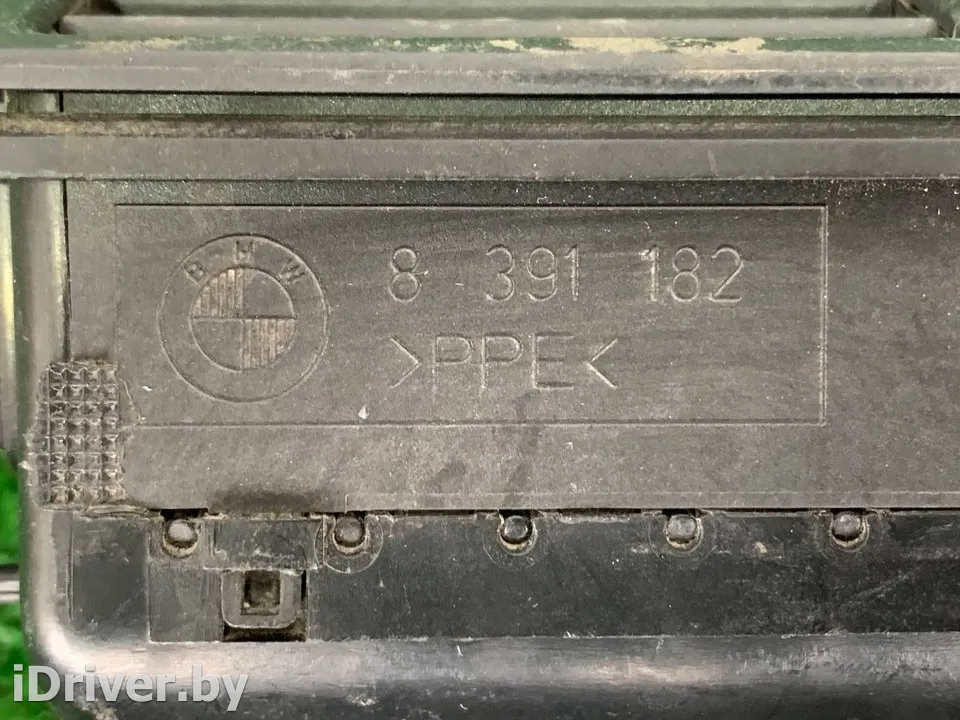 BMW
8 391 182
>PPE<
iDriver.by